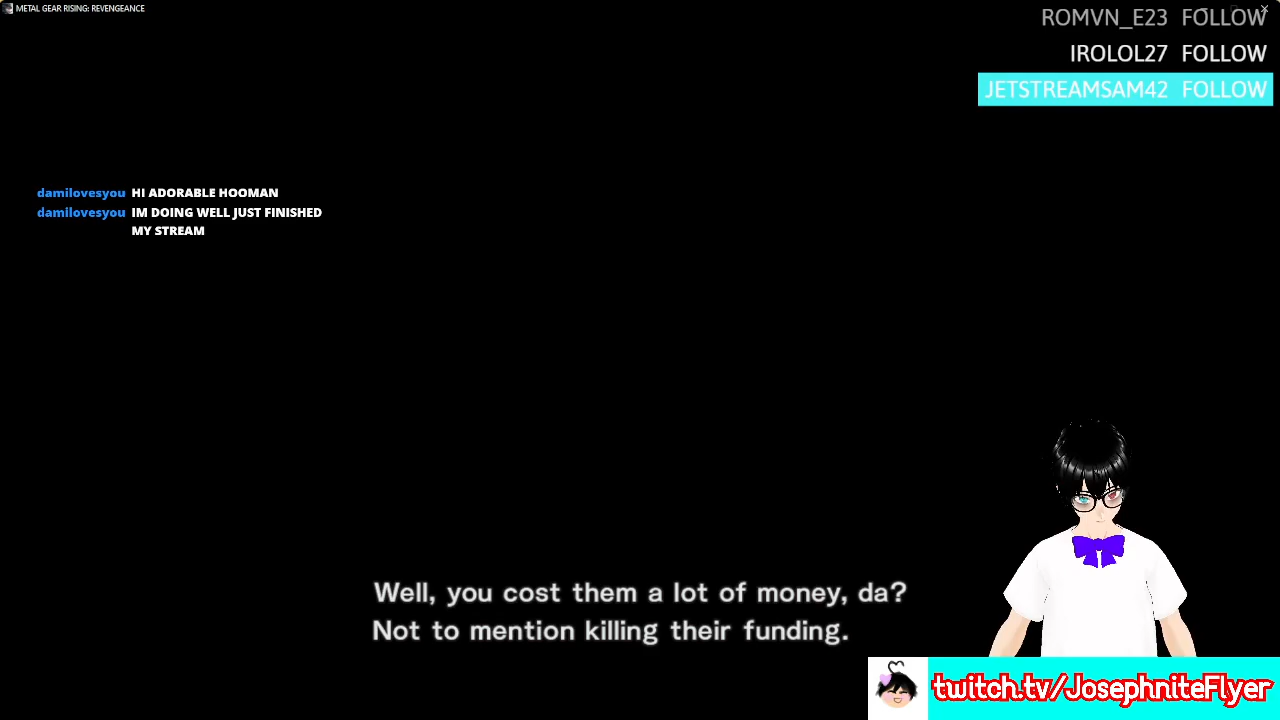 METAL GEAR RISING: REVENGEANCE
ROMVN_E23 FOLLOW
IROLOL27 FOLLOW
JETSTREAMSAM42 FOLLOW
damilovesyou HI ADORABLE HOOMAN
damilovesyou IM DOING WELL JUST FINISHED
MY STREAM
Well, you cost them a lot of money, da?
Not to mention killing their funding.
twitch.tv/JosephniteFlyer